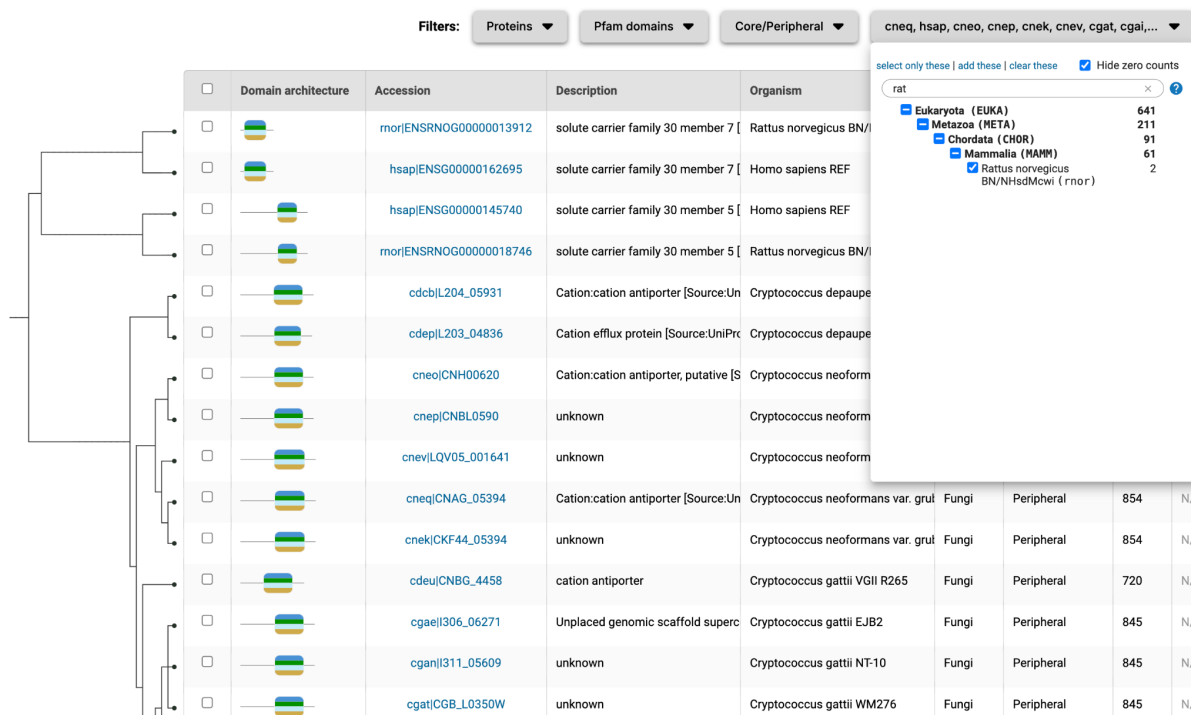 Filters: Proteins Pfam domains Core/Peripheral cneq, hsap, cneo, cnep, cnek, cnev, cgat, cgai,...
select only these | add these | clear these Hide zero counts
rat × ?
Eukaryota (EUKA) 641
Metazoa (META) 211
Chordata (CHOR) 91
Mammalia (MAMM) 61
Rattus norvegicus 2
BN/NHsdMcwi (rnor)
Domain architecture Accession Description Organism
rnor|ENSRNOG00000013912 solute carrier family 30 member 7 [ Rattus norvegicus BN/
hsap|ENSG00000162695 solute carrier family 30 member 7 [ Homo sapiens REF
hsap|ENSG00000145740 solute carrier family 30 member 5 [ Homo sapiens REF
rnor|ENSRNOG00000018746 solute carrier family 30 member 5 [ Rattus norvegicus BN/
cdcb|L204_05931 Cation:cation antiporter [Source:Un Cryptococcus depaupe
cdep|L203_04836 Cation efflux protein [Source:UniPro Cryptococcus depaupe
cneo|CNH00620 Cation:cation antiporter, putative [S Cryptococcus neoform
cnep|CNBL0590 unknown Cryptococcus neoform
cnev|LQV05_001641 unknown Cryptococcus neoform
cneq|CNAG_05394 Cation:cation antiporter [Source:Un Cryptococcus neoformans var. grub Fungi Peripheral 854 N/
cnek|CKF44_05394 unknown Cryptococcus neoformans var. grub Fungi Peripheral 854 N/
cdeu|CNBG_4458 cation antiporter Cryptococcus gattii VGII R265 Fungi Peripheral 720 N/
cgae|I306_06271 Unplaced genomic scaffold superc Cryptococcus gattii EJB2 Fungi Peripheral 845 N/
cgan|I311_05609 unknown Cryptococcus gattii NT-10 Fungi Peripheral 845 N/
cgat|CGB_L0350W unknown Cryptococcus gattii WM276 Fungi Peripheral 845 N/